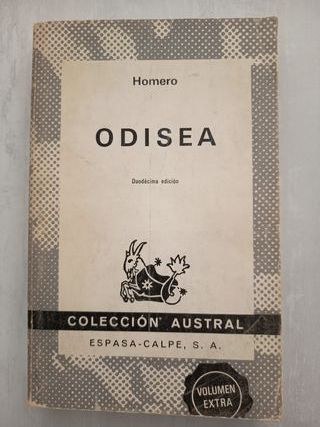 Homero
ODISEA
Duodécima edición
COLECCIÓN AUSTRAL
ESPASA-CALPE, S. A.
VOLUMEN
EXTRA